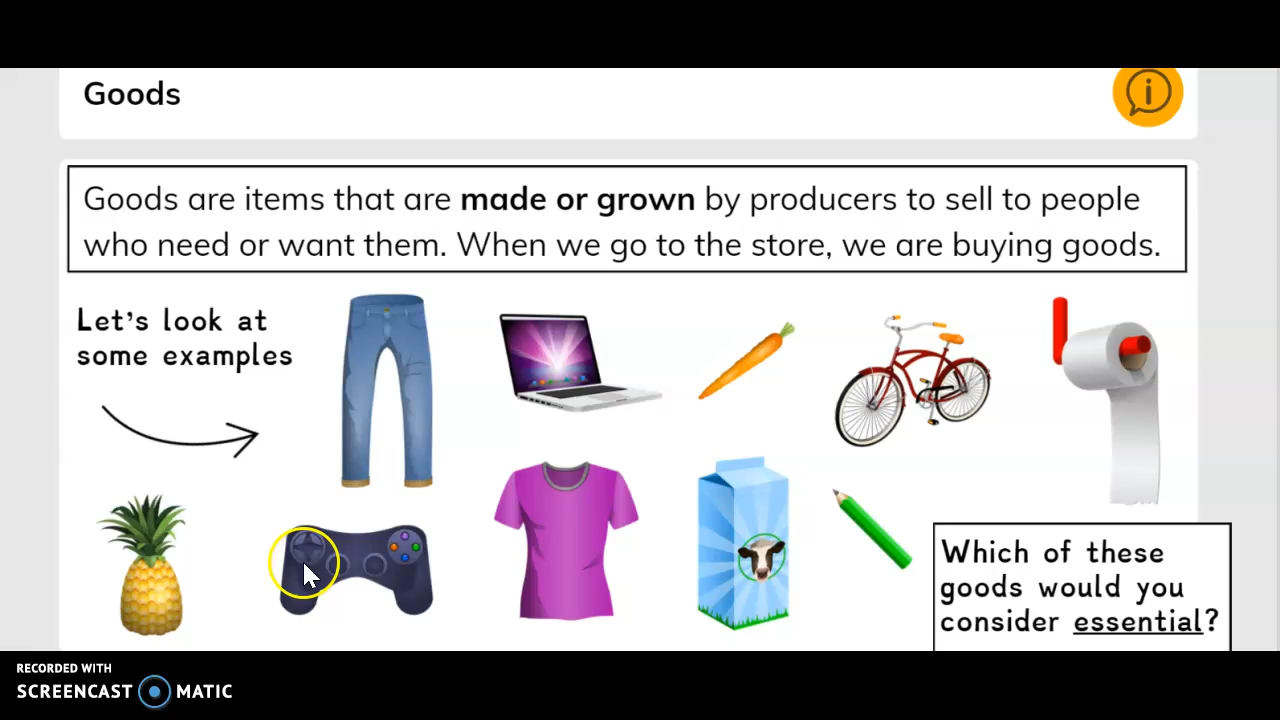 Goods
i
Goods are items that are made or grown by producers to sell to people
who need or want them. When we go to the store, we are buying goods.
Let's look at
some examples
Which of these
goods would you
consider essential?
RECORDED WITH
SCREENCAST MATIC